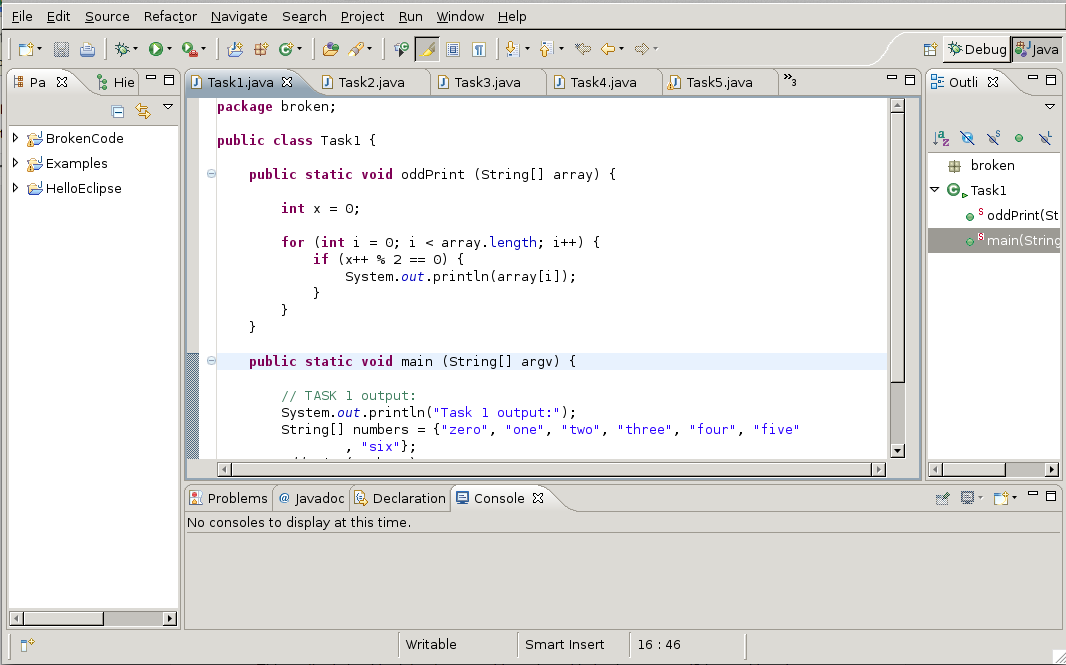 File Edit Source Refactor Navigate Search Project Run Window Help
Debug Java
Pa Hie
Task1.java Task2.java Task3.java Task4.java Task5.java »3
Outli
BrokenCode
Examples
HelloEclipse
package broken;
public class Task1 {
public static void oddPrint (String[] array) {
int x = 0;
for (int i = 0; i < array.length; i++) {
if (x++ % 2 == 0) {
System.out.println(array[i]);
}
}
}
public static void main (String[] argv) {
// TASK 1 output:
System.out.println("Task 1 output:");
String[] numbers = {"zero", "one", "two", "three", "four", "five"
, "six"};
broken
Task1
oddPrint(St
main(String
Problems Javadoc Declaration Console
No consoles to display at this time.
Writable Smart Insert 16 : 46